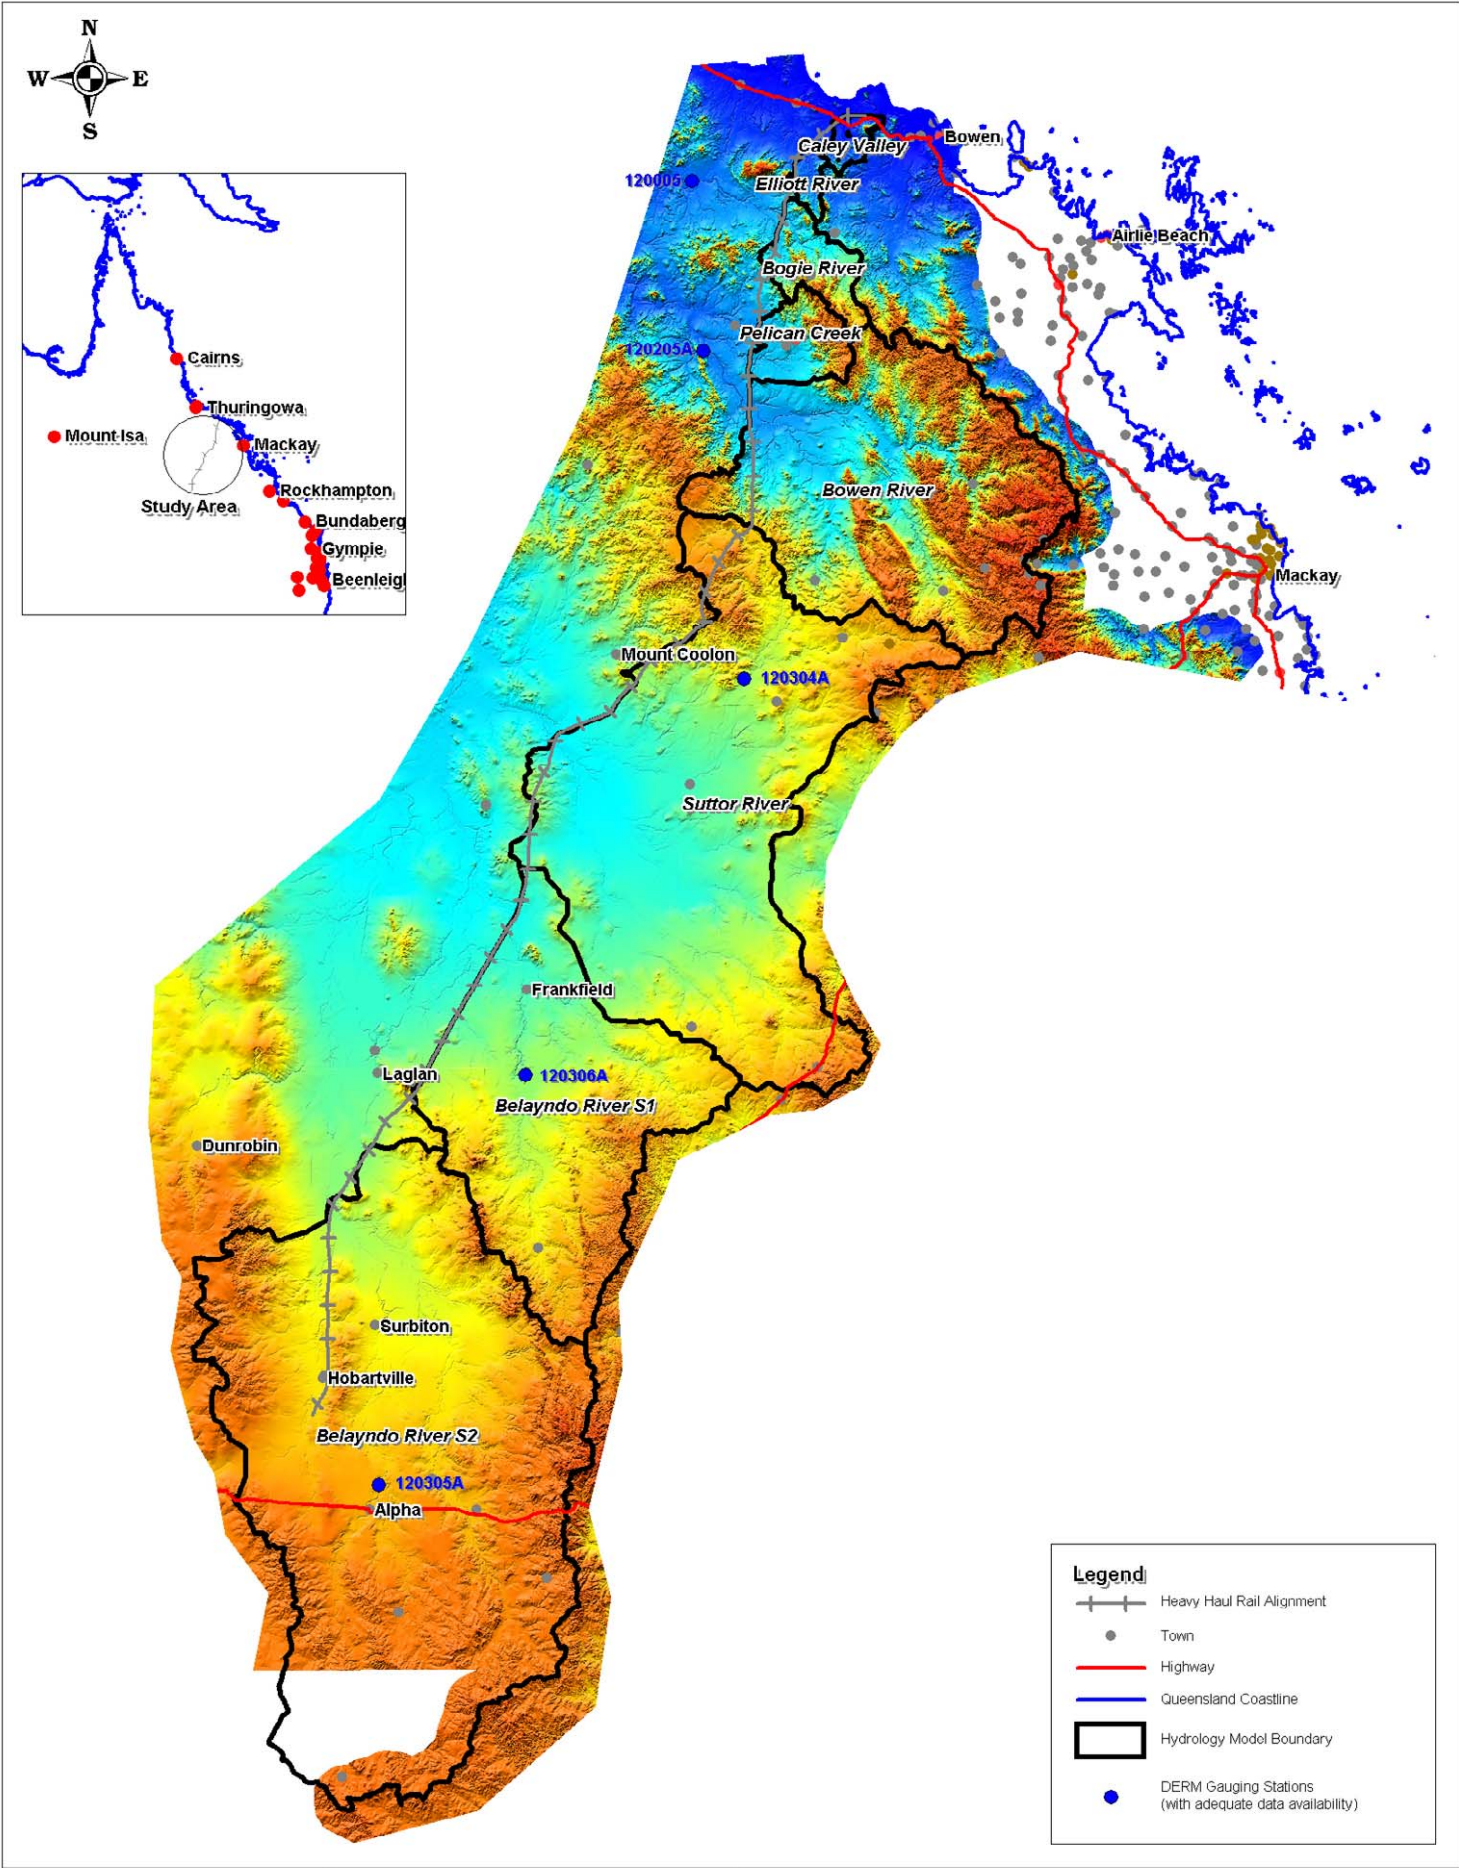 N
W
E
S
Cairns
Thuringowa
Mount Isa
Mackay
Rockhampton
Study Area
Bundaberg
Gympie
Beenleigh
Bowen
Caley Valley
120005
Elliott River
Airlie Beach
Bogie River
Pelican Creek
120205A
Bowen River
Mackay
Mount Coolon
120304A
Suttor River
Frankfield
Laglan
120306A
Belayndo River S1
Dunrobin
Surbiton
Hobartville
Belayndo River S2
120305A
Alpha
Legend
Heavy Haul Rail Alignment
Town
Highway
Queensland Coastline
Hydrology Model Boundary
DERM Gauging Stations
(with adequate data availability)